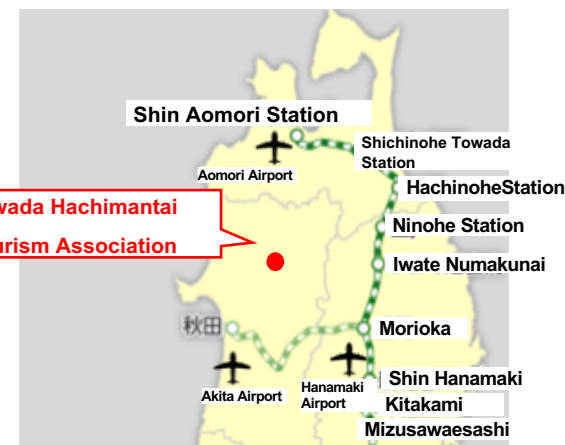 Shin Aomori Station
Shichinohe Towada
Station
Aomori Airport
HachinoheStation
wada Hachimantai
urism Association
Ninohe Station
Iwate Numakunai
秋田
Morioka
Akita Airport
Hanamaki
Airport
Shin Hanamaki
Kitakami
Mizusawaesashi